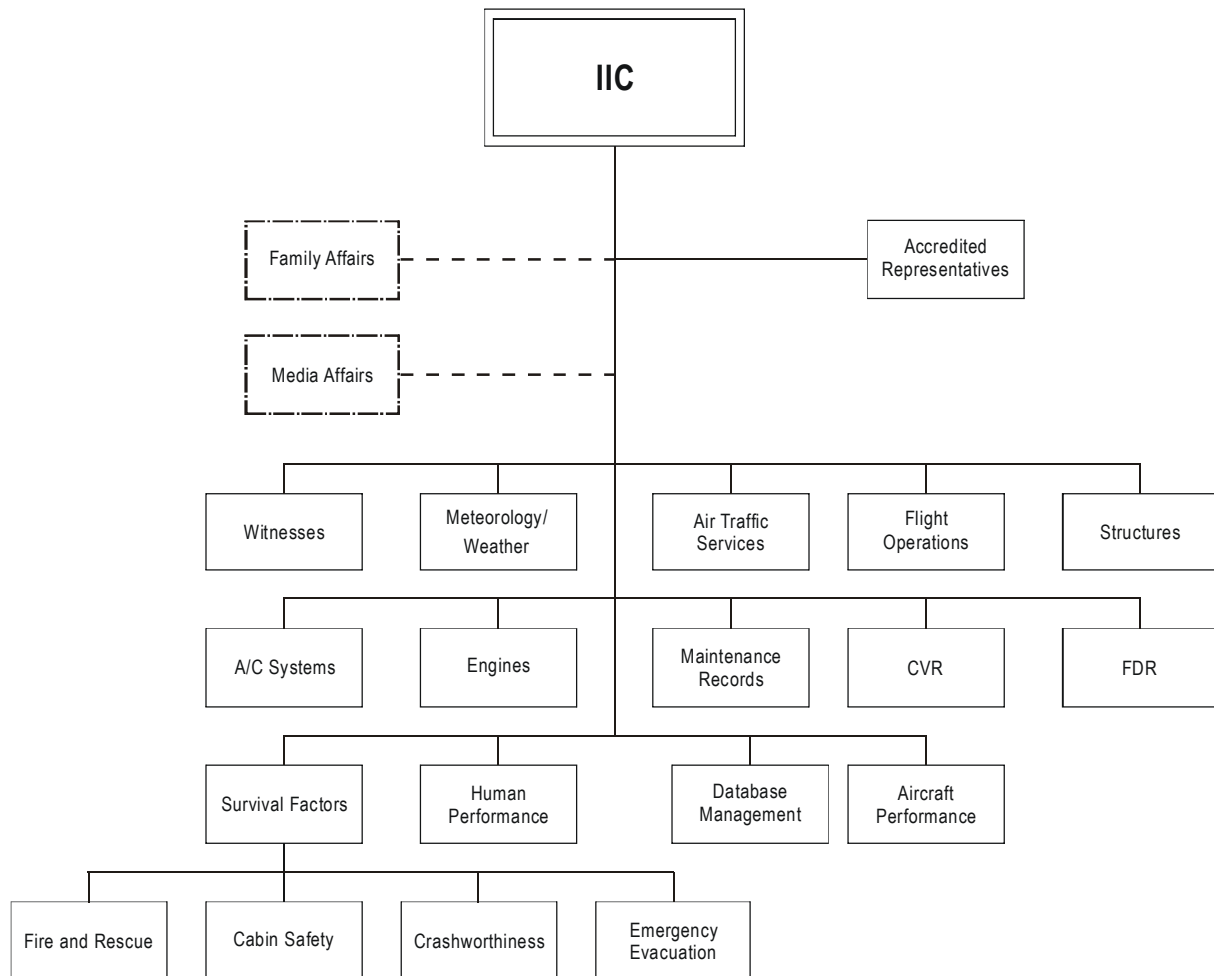 IIC
Family Affairs
Accredited
Representatives
Media Affairs
Witnesses
Meteorology/
Weather
Air Traffic
Services
Flight
Operations
Structures
A/C Systems
Engines
Maintenance
Records
CVR
FDR
Survival Factors
Human
Performance
Database
Management
Aircraft
Performance
Fire and Rescue
Cabin Safety
Crashworthiness
Emergency
Evacuation